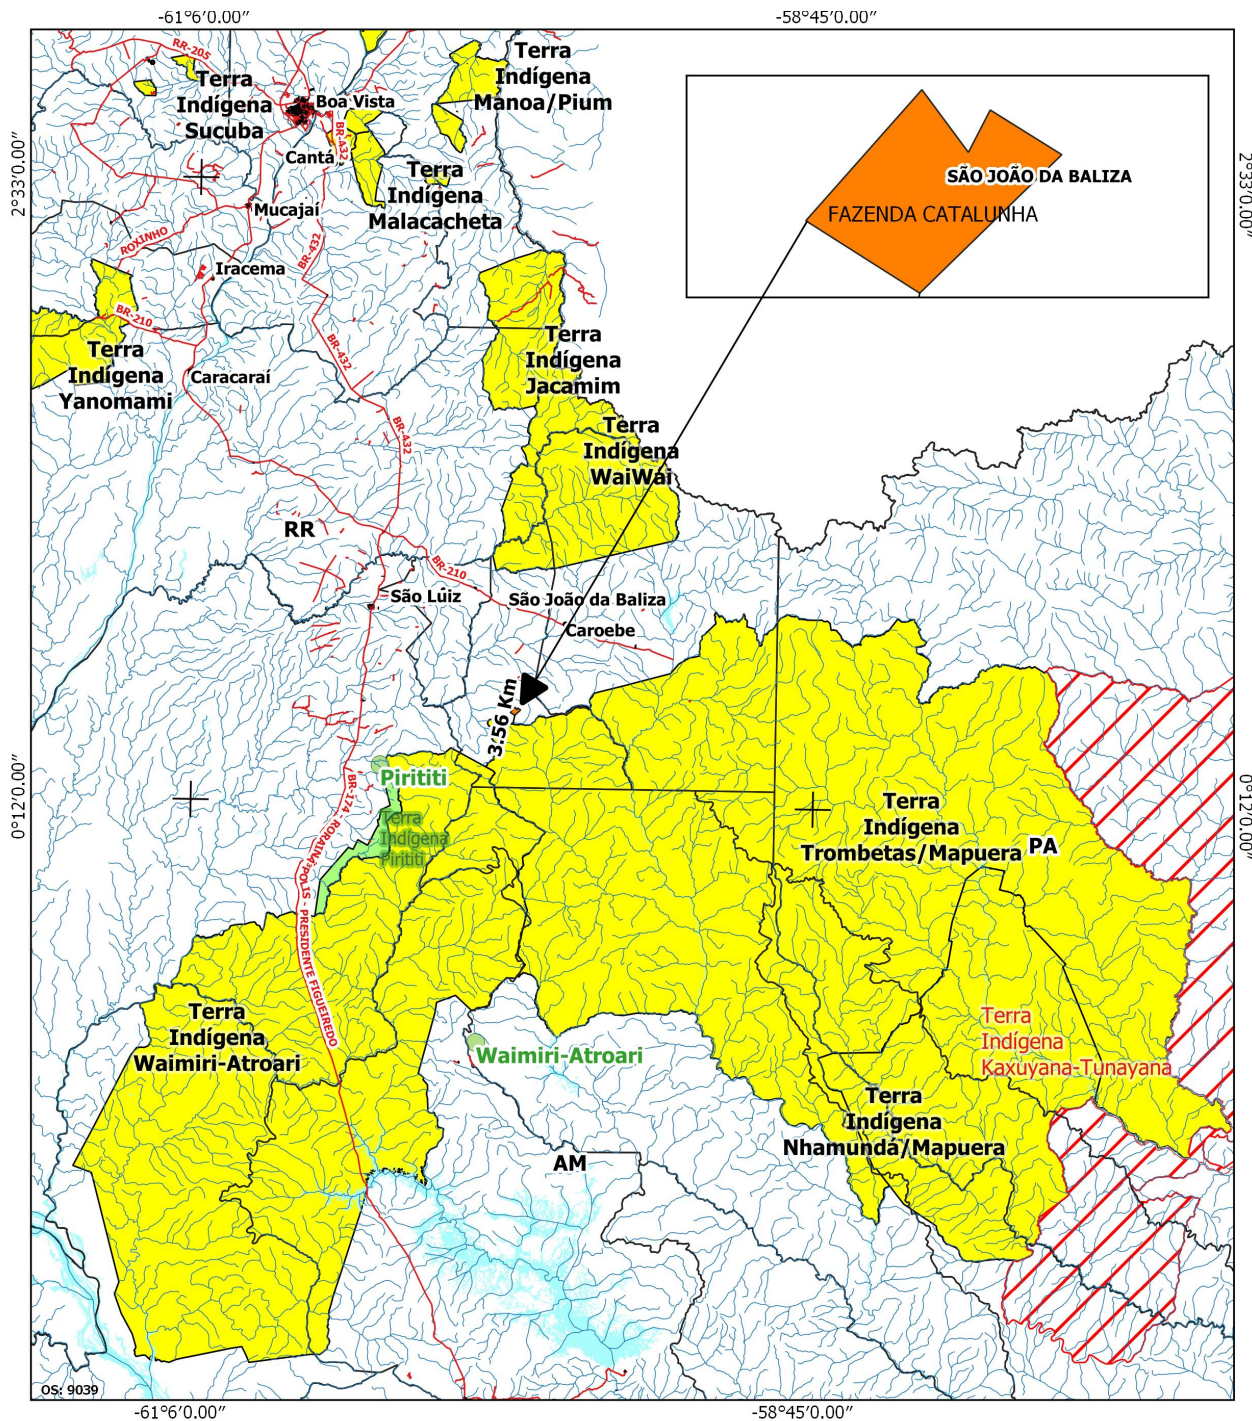 -61°6′0.00″
-58°45′0.00″
2°33′0.00″
2°33′0.00″
RR-205
Terra
Indígena
Sucuba
Boa Vista
BR-432
Cantá
Terra
Indígena
Manoa/Pium
Terra
Indígena
Malacacheta
SÃO JOÃO DA BALIZA
FAZENDA CATALUNHA
Mucajaí
ROXINHO
BR-432
Iracema
BR-210
Terra
Indígena
Yanomami
Caracaraí
BR-432
Terra
Indígena
Jacamim
BR-432
Terra
Indígena
WaiWai
RR
BR-210
São Luiz
São João da Baliza
Caroebe
3.56 Km
0°12′0.00″
0°12′0.00″
Pirititi
Terra
Indígena
Pirititi
BR-174 - RORAINÓPOLIS - PRESIDENTE FIGUEIREDO
Terra
Indígena
Trombetas/Mapuera
PA
Terra
Indígena
Waimiri-Atroari
Waimiri-Atroari
Terra
Indígena
Kaxuyana-Tunayana
Terra
Indígena
Nhamundá/Mapuera
AM
OS: 9039
-61°6′0.00″
-58°45′0.00″